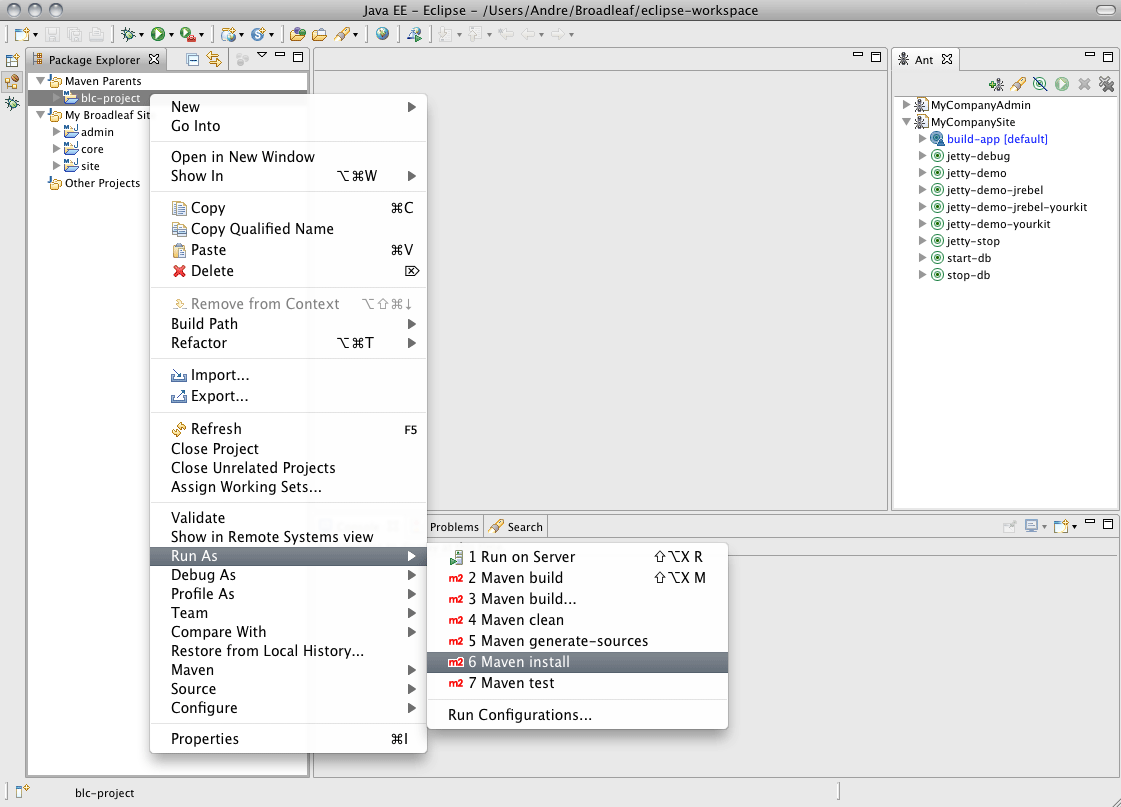 Java EE - Eclipse - /Users/Andre/Broadleaf/eclipse-workspace
Package Explorer
Maven Parents
blc-project
My Broadleaf Sit
admin
core
site
Other Projects
New
Go Into
Open in New Window
Show In ⌥⌘W
Copy ⌘C
Copy Qualified Name
Paste ⌘V
Delete ⌦
Remove from Context ⌥⇧⌘↓
Build Path
Refactor ⌥⌘T
Import...
Export...
Refresh F5
Close Project
Close Unrelated Projects
Assign Working Sets...
Validate
Show in Remote Systems view
Run As
Debug As
Profile As
Team
Compare With
Restore from Local History...
Maven
Source
Configure
Properties ⌘I
Problems
Search
1 Run on Server ⇧⌥X R
m2 2 Maven build ⇧⌥X M
m2 3 Maven build...
m2 4 Maven clean
m2 5 Maven generate-sources
m2 6 Maven install
m2 7 Maven test
Run Configurations...
Ant
MyCompanyAdmin
MyCompanySite
build-app [default]
jetty-debug
jetty-demo
jetty-demo-jrebel
jetty-demo-jrebel-yourkit
jetty-demo-yourkit
jetty-stop
start-db
stop-db
blc-project